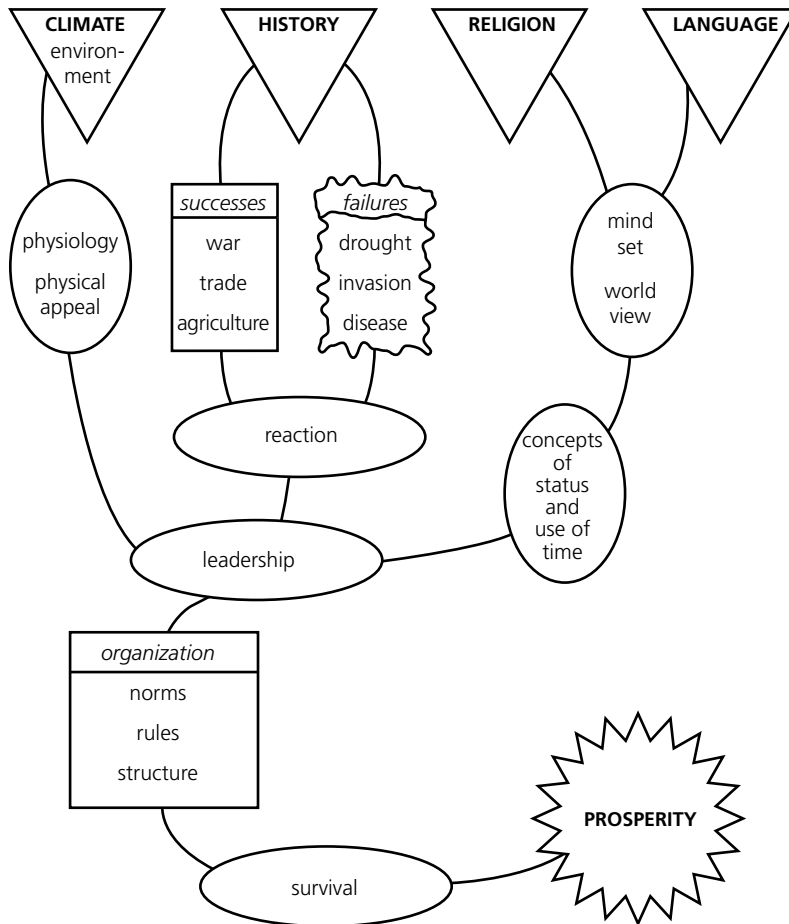 CLIMATE
environ-
ment
HISTORY
RELIGION
LANGUAGE
physiology
physical
appeal
successes
war
trade
agriculture
failures
drought
invasion
disease
mind
set
world
view
reaction
concepts
of
status
and
use of
time
leadership
organization
norms
rules
structure
PROSPERITY
survival